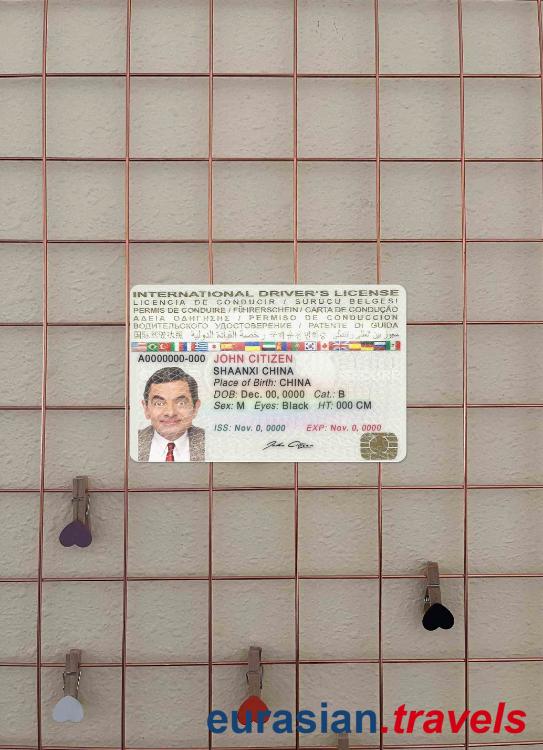 INTERNATIONAL DRIVER'S LICENSE
LICENCIA DE CONDUCIR / SURUCU BELGESI
PERMIS DE CONDUIRE / FÜHRERSCHEIN / CARTA DE CONDUÇÃO
ΑΔΕΙΑ ΟΔΗΓΗΣΗΣ / PERMISO DE CONDUCCION
ВОДИТЕЛЬСКОГО УДОСТОВЕРЕНИЕ / PATENTE DI GUIDA
A0000000-000 JOHN CITIZEN
SHAANXI CHINA
Place of Birth: CHINA
DOB: Dec. 00, 0000 Cat.: B
Sex: M Eyes: Black HT: 000 CM
ISS: Nov. 0, 0000 EXP: Nov. 0, 0000
John Citizen
eurasian.travels